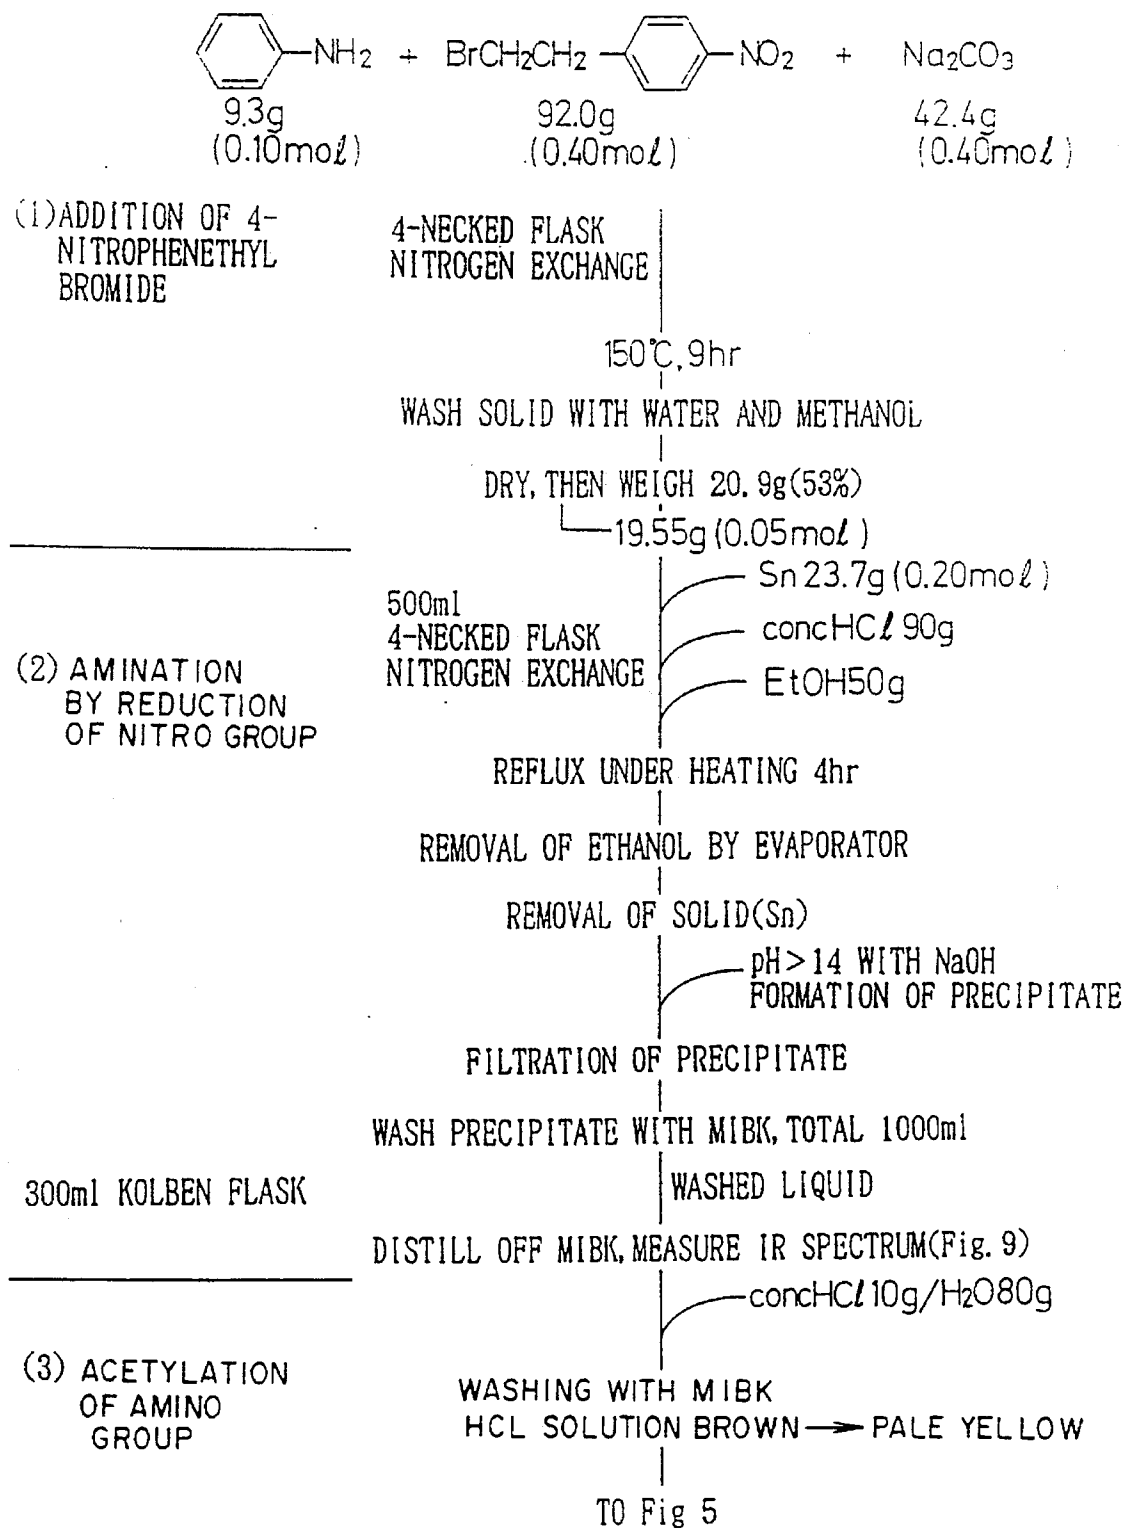 NH2 + BrCH2CH2 NO2 + Na2CO3
9.3g 92.0g 42.4g
(0.10mol) (0.40mol) (0.40mol)
(1)ADDITION OF 4-
NITROPHENETHYL
BROMIDE
4-NECKED FLASK
NITROGEN EXCHANGE
150℃,9hr
WASH SOLID WITH WATER AND METHANOL
DRY, THEN WEIGH 20.9g(53%)
19.55g(0.05mol)
Sn 23.7g(0.20mol)
500ml
4-NECKED FLASK
NITROGEN EXCHANGE
concHCl 90g
EtOH50g
(2) AMINATION
BY REDUCTION
OF NITRO GROUP
REFLUX UNDER HEATING 4hr
REMOVAL OF ETHANOL BY EVAPORATOR
REMOVAL OF SOLID(Sn)
pH>14 WITH NaOH
FORMATION OF PRECIPITATE
FILTRATION OF PRECIPITATE
WASH PRECIPITATE WITH MIBK, TOTAL 1000ml
300ml KOLBEN FLASK
WASHED LIQUID
DISTILL OFF MIBK, MEASURE IR SPECTRUM(Fig. 9)
concHCl 10g/H2O80g
(3) ACETYLATION
OF AMINO
GROUP
WASHING WITH MIBK
HCL SOLUTION BROWN → PALE YELLOW
TO Fig 5